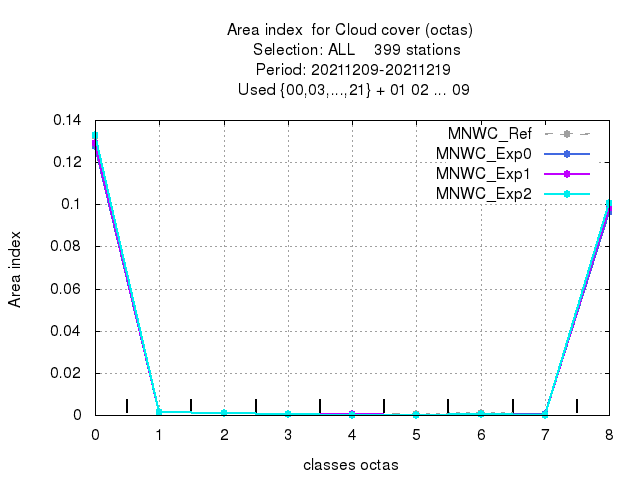 Area index  for Cloud cover (octas)
Selection: ALL    399 stations
Period: 20211209-20211219
Used {00,03,...,21} + 01 02 ... 09
MNWC_Ref
MNWC_Exp0
MNWC_Exp1
MNWC_Exp2
0.14
0.12
0.1
0.08
0.06
0.04
0.02
0
Area index
0 1 2 3 4 5 6 7 8
classes octas